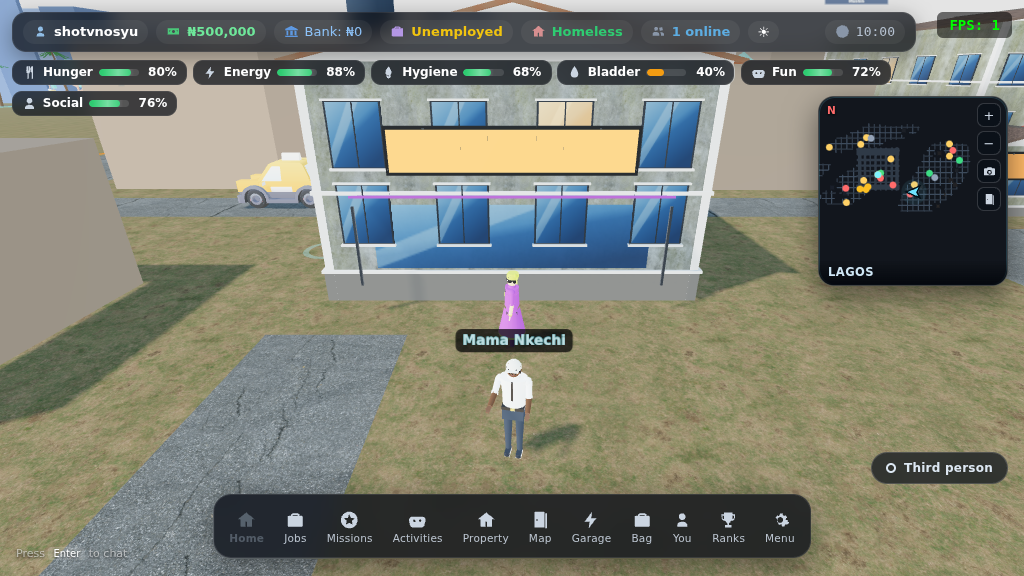 shotvnosyu
₦500,000
Bank: ₦0
Unemployed
Homeless
1 online
10:00
FPS: 1
Hunger 80%
Energy 88%
Hygiene 68%
Bladder 40%
Fun 72%
Social 76%
N
+
−
LAGOS
Mama Nkechi
Third person
Press Enter to chat
Home
Jobs
Missions
Activities
Property
Map
Garage
Bag
You
Ranks
Menu